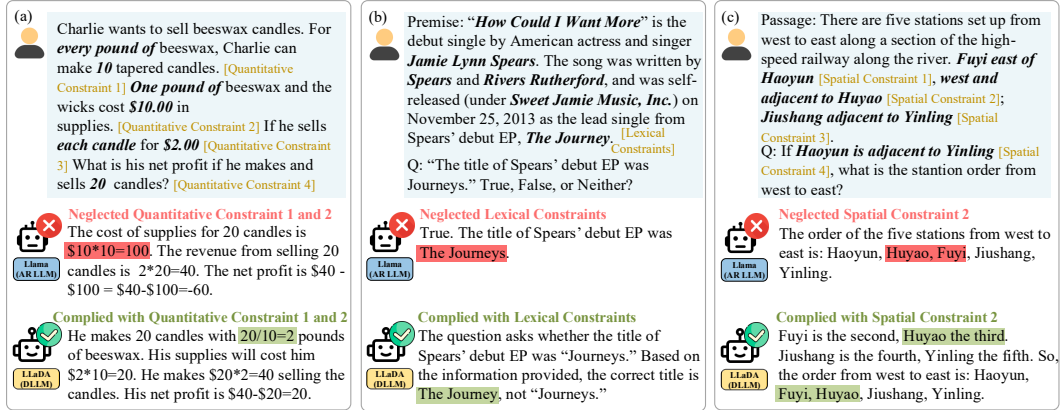 (a)
Charlie wants to sell beeswax candles. For
every pound of beeswax, Charlie can
make 10 tapered candles. [Quantitative
Constraint 1] One pound of beeswax and the
wicks cost $10.00 in
supplies. [Quantitative Constraint 2] If he sells
each candle for $2.00 [Quantitative Constraint
3] What is his net profit if he makes and
sells 20 candles? [Quantitative Constraint 4]
Neglected Quantitative Constraint 1 and 2
The cost of supplies for 20 candles is
$10*10=100. The revenue from selling 20
candles is 2*20=40. The net profit is $40 -
$100 = $40-$100=-60.
Llama
(AR LLM)
Complied with Quantitative Constraint 1 and 2
He makes 20 candles with 20/10=2 pounds
of beeswax. His supplies will cost him
$2*10=20. He makes $20*2=40 selling the
candles. His net profit is $40-$20=20.
LLaDA
(DLLM)
(b)
Premise: “How Could I Want More” is the
debut single by American actress and singer
Jamie Lynn Spears. The song was written by
Spears and Rivers Rutherford, and was self-
released (under Sweet Jamie Music, Inc.) on
November 25, 2013 as the lead single from
Spears’ debut EP, The Journey. [Lexical
Constraints]
Q: “The title of Spears’ debut EP was
Journeys.” True, False, or Neither?
Neglected Lexical Constraints
True. The title of Spears’ debut EP was
The Journeys.
Llama
(AR LLM)
Complied with Lexical Constraints
The question asks whether the title of
Spears’ debut EP was “Journeys.” Based on
the information provided, the correct title is
The Journey, not “Journeys.”
LLaDA
(DLLM)
(c)
Passage: There are five stations set up from
west to east along a section of the high-
speed railway along the river. Fuyi east of
Haoyun [Spatial Constraint 1], west and
adjacent to Huyao [Spatial Constraint 2];
Jiushang adjacent to Yinling [Spatial
Constraint 3].
Q: If Haoyun is adjacent to Yinling [Spatial
Constraint 4], what is the stantion order from
west to east?
Neglected Spatial Constraint 2
The order of the five stations from west to
east is: Haoyun, Huyao, Fuyi, Jiushang,
Yinling.
Llama
(AR LLM)
Complied with Spatial Constraint 2
Fuyi is the second, Huyao the third.
Jiushang is the fourth, Yinling the fifth. So,
the order from west to east is: Haoyun,
Fuyi, Huyao, Jiushang, Yinling.
LLaDA
(DLLM)